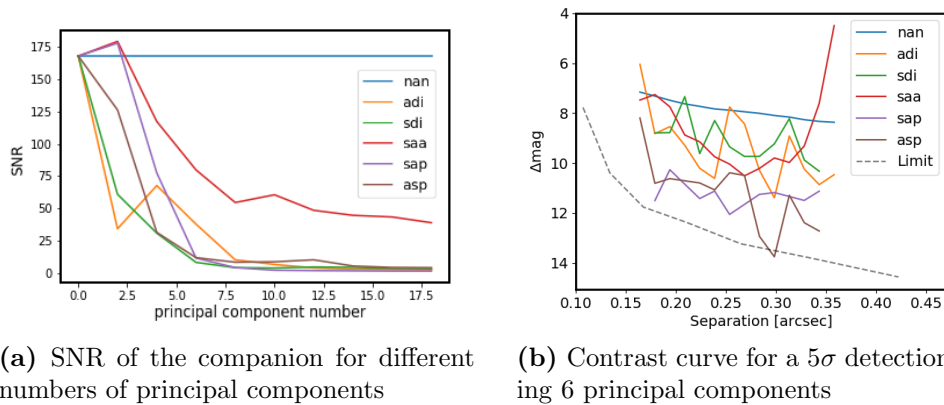 175
150
125
100
75
50
25
0
SNR
0.0 2.5 5.0 7.5 10.0 12.5 15.0 17.5
principal component number
nan
adi
sdi
saa
sap
asp
(a) SNR of the companion for different
numbers of principal components
4
6
8
10
12
14
Δmag
0.10 0.15 0.20 0.25 0.30 0.35 0.40 0.45
Separation [arcsec]
nan
adi
sdi
saa
sap
asp
Limit
(b) Contrast curve for a 5σ detection
ing 6 principal components